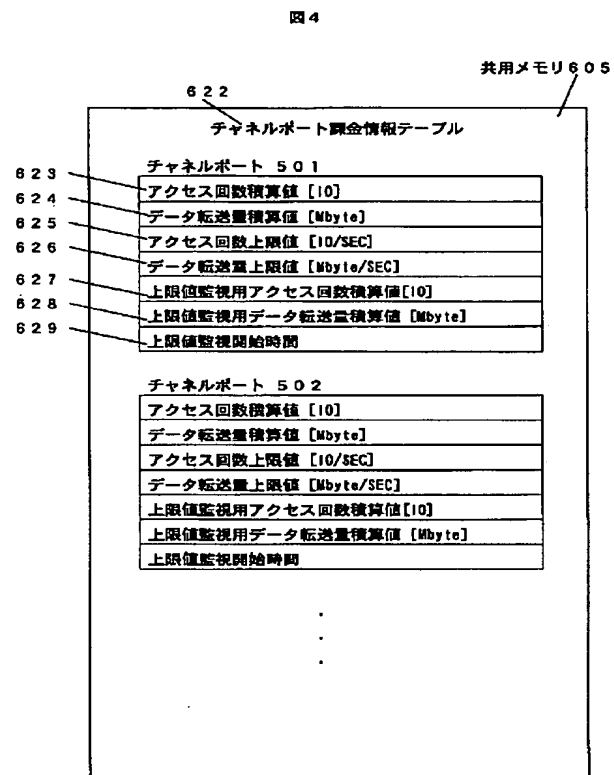 図4
共用メモリ605
622
チャネルポート課金情報テーブル
チャネルポート 501
623
アクセス回数積算値 [IO]
624
データ転送量積算値 [Mbyte]
625
アクセス回数上限値 [IO/SEC]
626
データ転送量上限値 [Mbyte/SEC]
627
上限値監視用アクセス回数積算値[IO]
628
上限値監視用データ転送量積算値 [Mbyte]
629
上限値監視開始時間
チャネルポート 502
アクセス回数積算値 [IO]
データ転送量積算値 [Mbyte]
アクセス回数上限値 [IO/SEC]
データ転送量上限値 [Mbyte/SEC]
上限値監視用アクセス回数積算値[IO]
上限値監視用データ転送量積算値 [Mbyte]
上限値監視開始時間